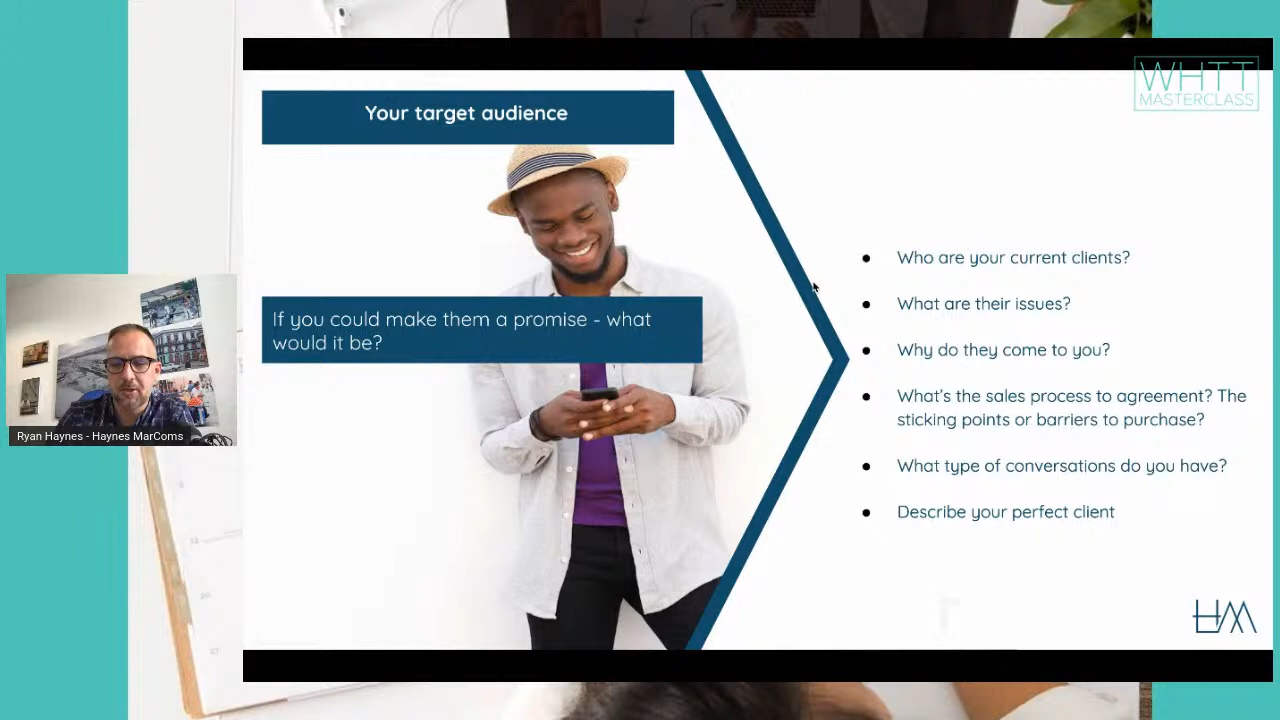 WHTT
MASTERCLASS
Your target audience
If you could make them a promise - what
would it be?
● Who are your current clients?
● What are their issues?
● Why do they come to you?
● What's the sales process to agreement? The
sticking points or barriers to purchase?
● What type of conversations do you have?
● Describe your perfect client
Ryan Haynes - Haynes MarComs
HM